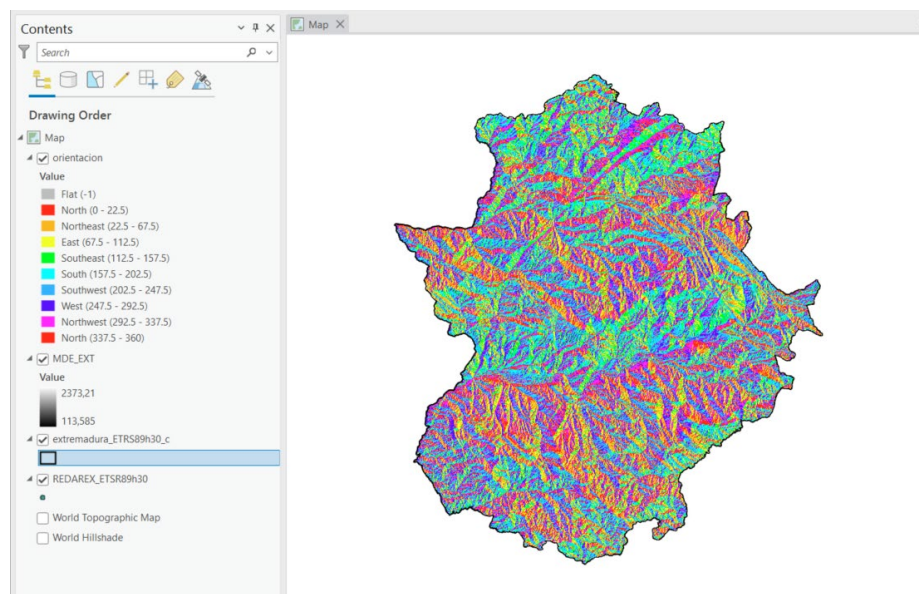 Contents
Map
Search
Drawing Order
Map
orientacion
Value
Flat (-1)
North (0 - 22.5)
Northeast (22.5 - 67.5)
East (67.5 - 112.5)
Southeast (112.5 - 157.5)
South (157.5 - 202.5)
Southwest (202.5 - 247.5)
West (247.5 - 292.5)
Northwest (292.5 - 337.5)
North (337.5 - 360)
MDE_EXT
Value
2373,21
113,585
extremadura_ETRS89h30_c
REDAREX_ETSR89h30
World Topographic Map
World Hillshade